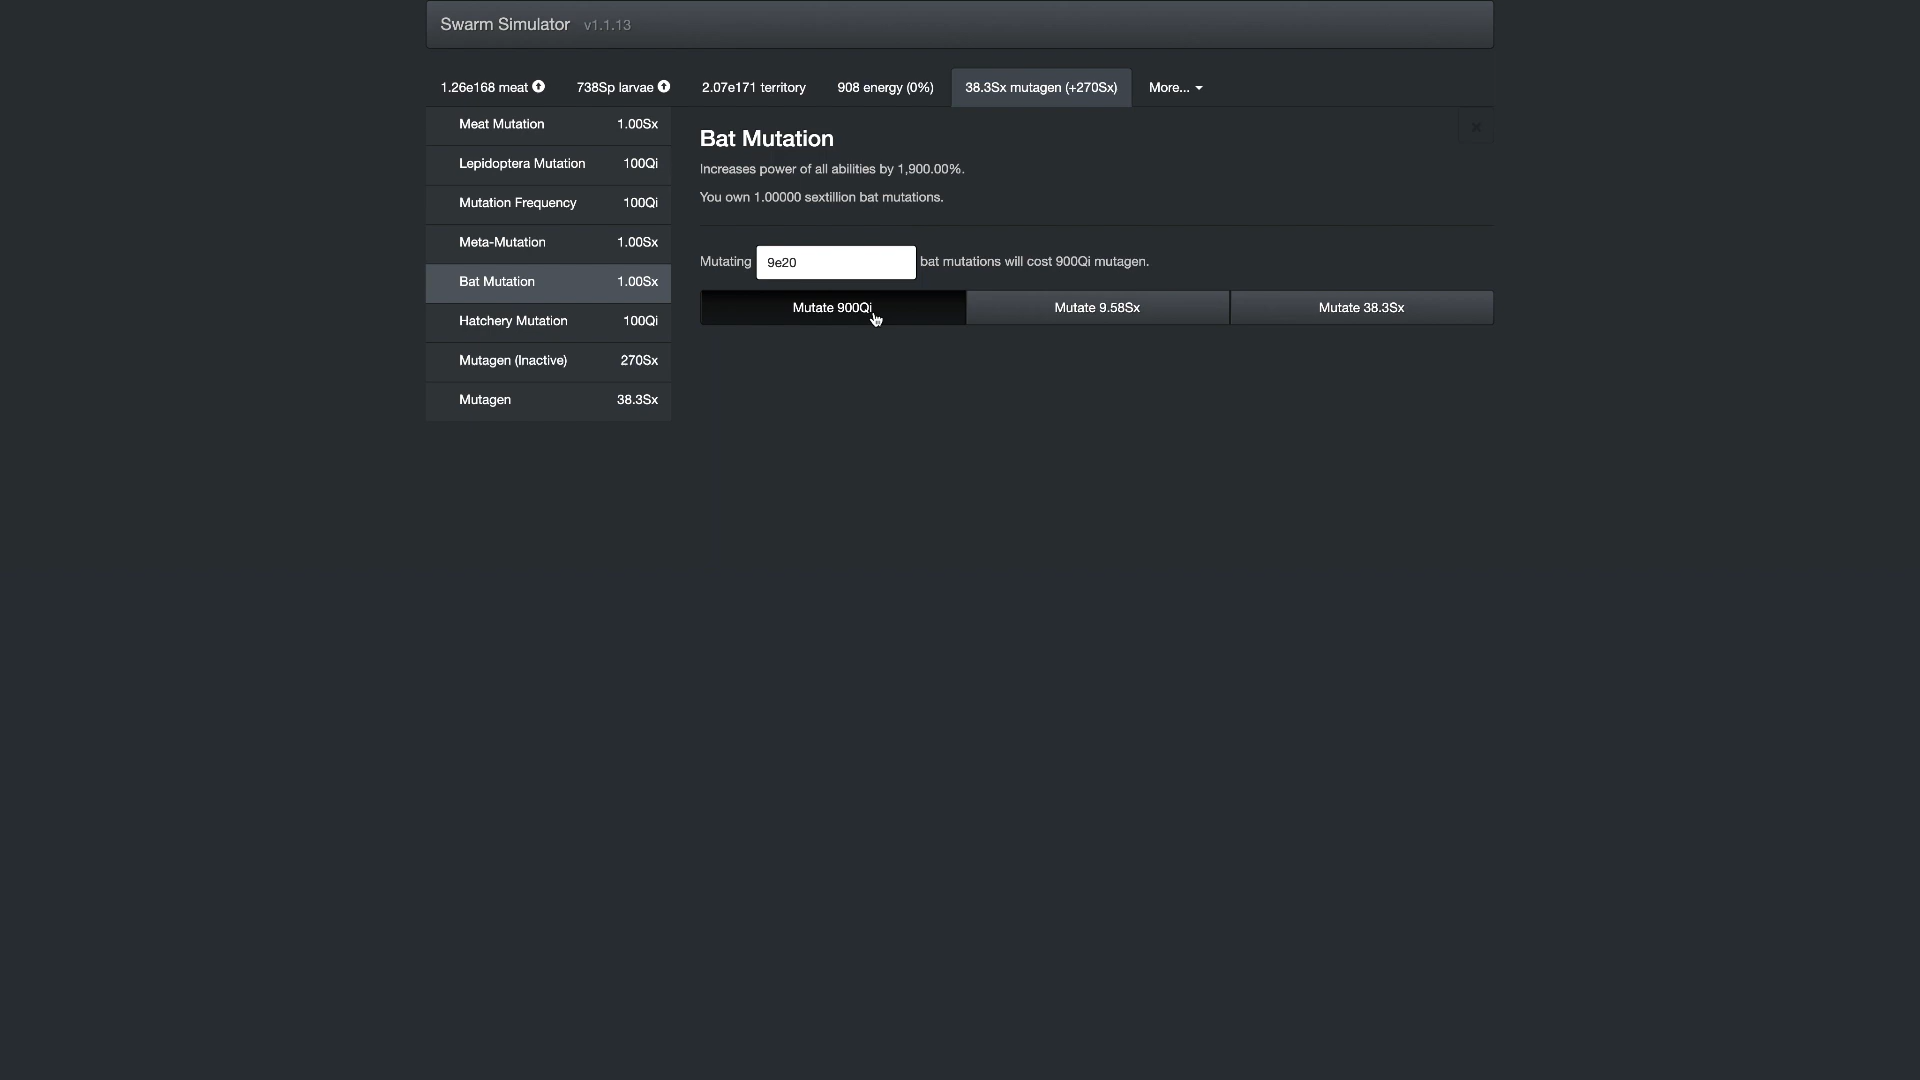 Swarm Simulator v1.1.13
1.26e168 meat 738Sp larvae 2.07e171 territory 908 energy (0%) 38.3Sx mutagen (+270Sx) More...
Meat Mutation 1.00Sx
Lepidoptera Mutation 100Qi
Mutation Frequency 100Qi
Meta-Mutation 1.00Sx
Bat Mutation 1.00Sx
Hatchery Mutation 100Qi
Mutagen (Inactive) 270Sx
Mutagen 38.3Sx
Bat Mutation
Increases power of all abilities by 1,900.00%.
You own 1.00000 sextillion bat mutations.
Mutating 9e20 bat mutations will cost 900Qi mutagen.
Mutate 900Qi Mutate 9.58Sx Mutate 38.3Sx